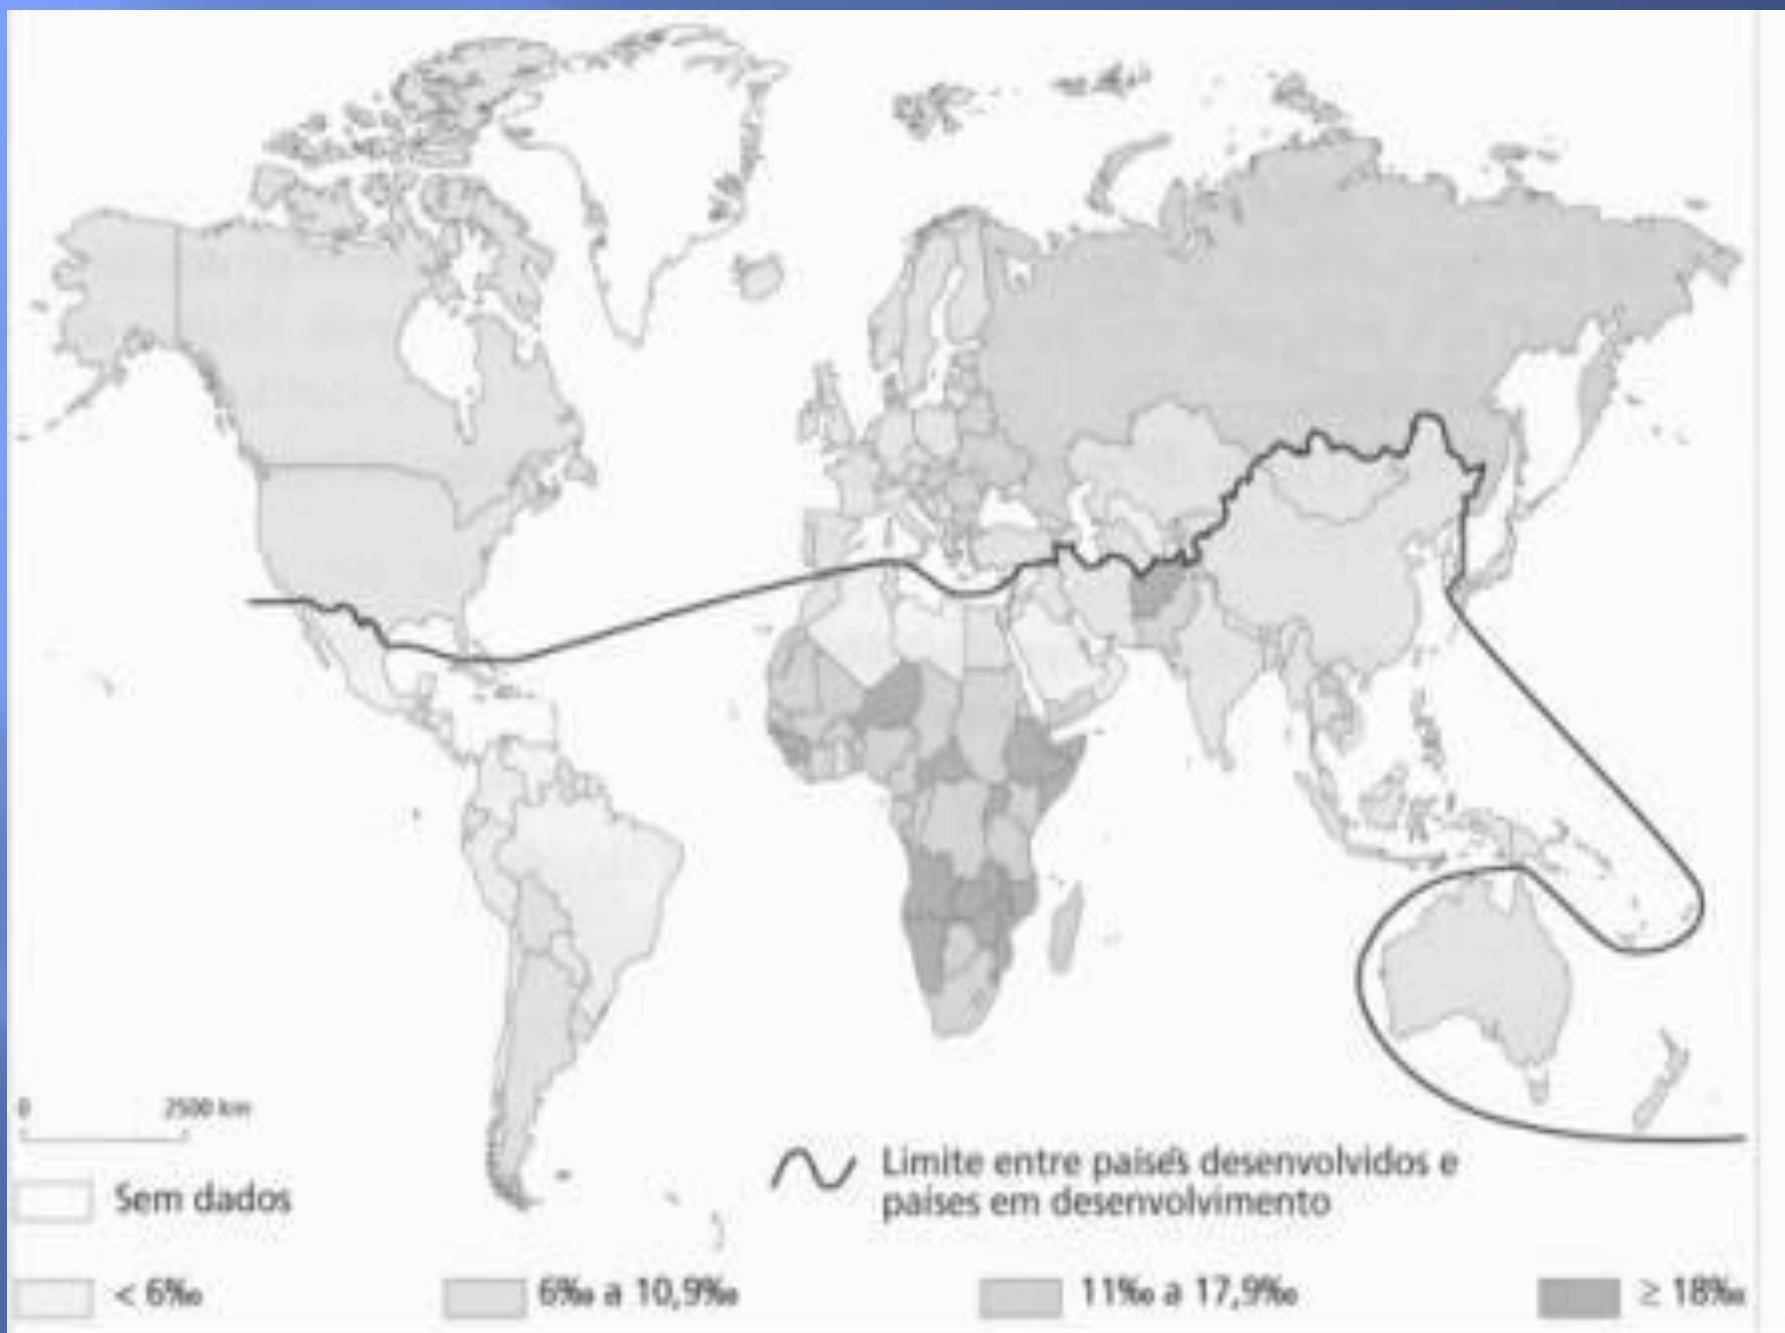 0 2500 km
Sem dados
Limite entre países desenvolvidos e
países em desenvolvimento
< 6‰
6‰ a 10,9‰
11‰ a 17,9‰
≥ 18‰